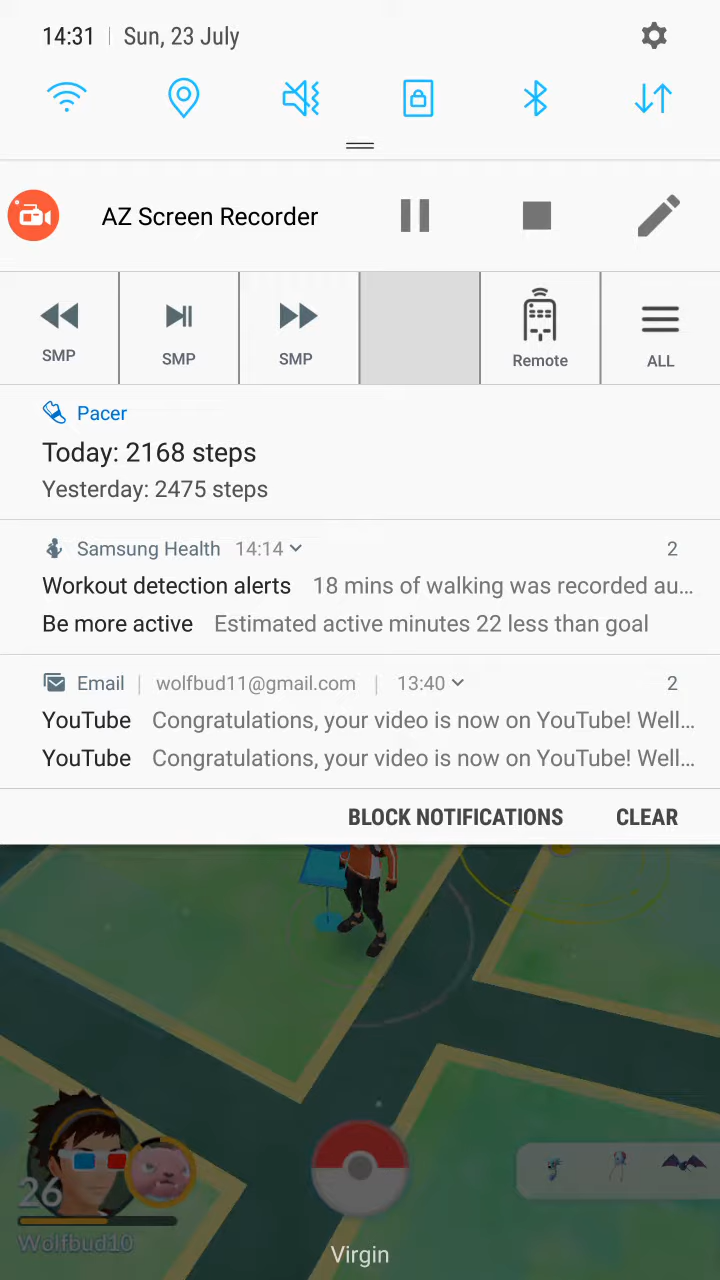 14:31 | Sun, 23 July
AZ Screen Recorder
SMP
SMP
SMP
Remote
ALL
Pacer
Today: 2168 steps
Yesterday: 2475 steps
Samsung Health 14:14 2
Workout detection alerts 18 mins of walking was recorded au...
Be more active Estimated active minutes 22 less than goal
Email | wolfbud11@gmail.com | 13:40 2
YouTube Congratulations, your video is now on YouTube! Well...
YouTube Congratulations, your video is now on YouTube! Well...
BLOCK NOTIFICATIONS CLEAR
26
Wolfbud10
Virgin